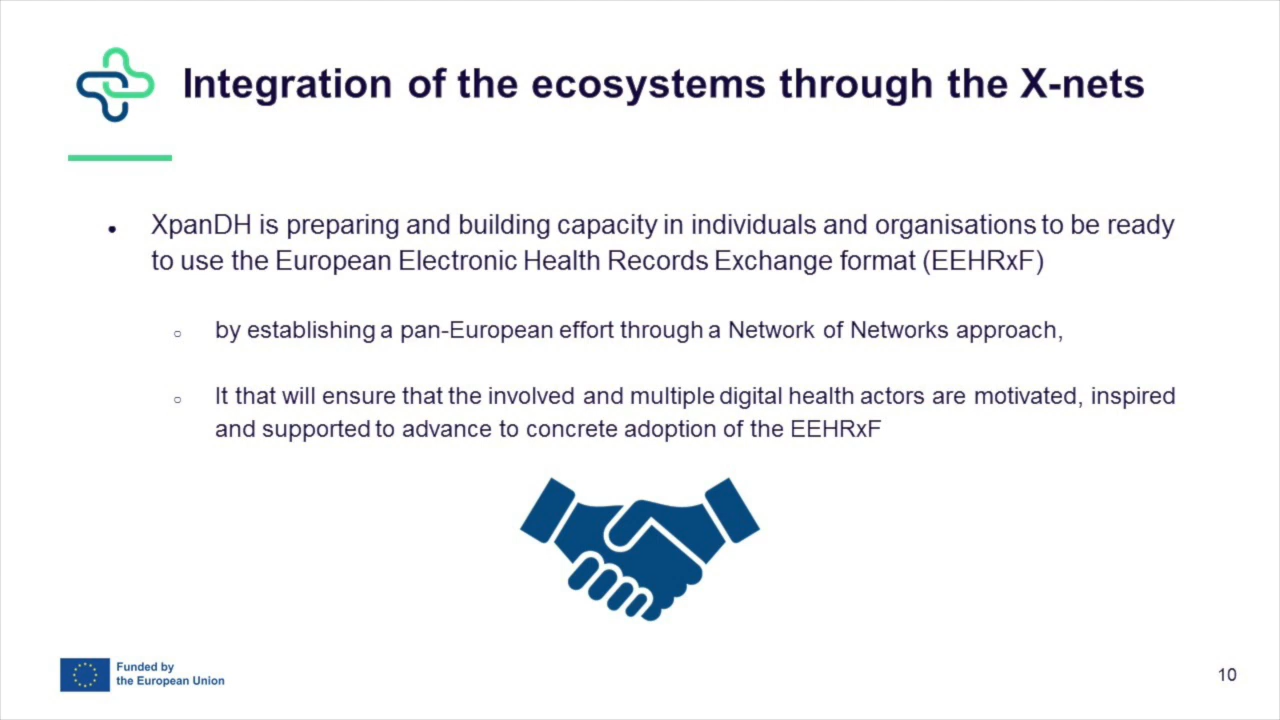 Integration of the ecosystems through the X-nets
• XpanDH is preparing and building capacity in individuals and organisations to be ready
to use the European Electronic Health Records Exchange format (EEHRxF)
○ by establishing a pan-European effort through a Network of Networks approach,
○ It that will ensure that the involved and multiple digital health actors are motivated, inspired
and supported to advance to concrete adoption of the EEHRxF
Funded by
the European Union
10